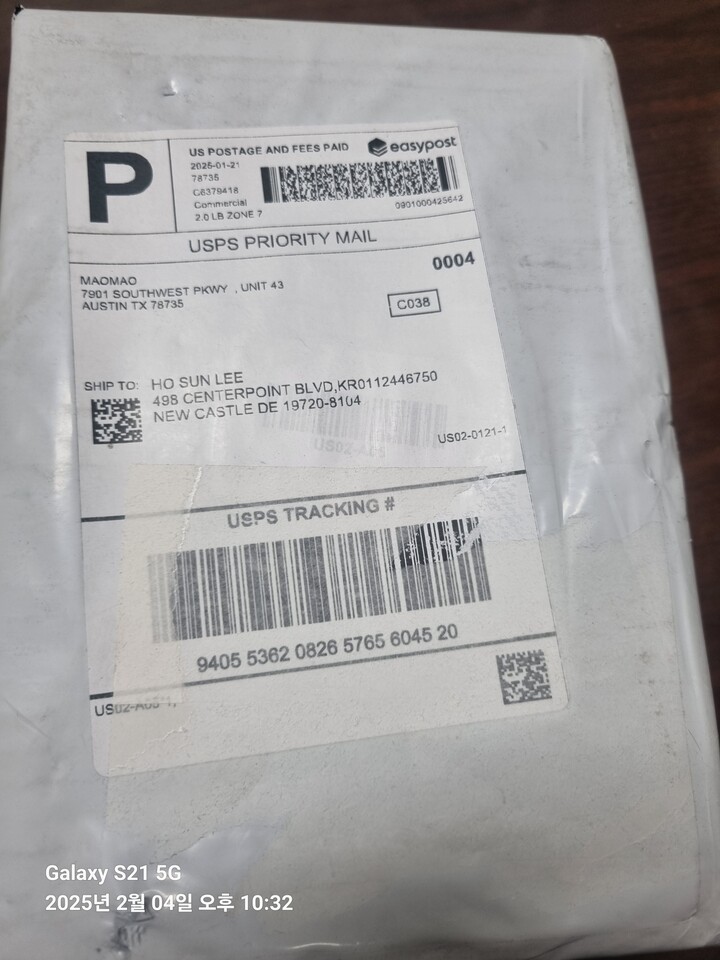 P
US POSTAGE AND FEES PAID
easypost
2025-01-21
78735
C6379418
Commercial
2.0 LB ZONE 7
0901000425642
USPS PRIORITY MAIL
0004
MAOMAO
7901 SOUTHWEST PKWY , UNIT 43
AUSTIN TX 78735
C038
SHIP TO: HO SUN LEE
498 CENTERPOINT BLVD,KR0112446750
NEW CASTLE DE 19720-8104
US02-0121-1
US02-A05
USPS TRACKING #
9405 5362 0826 5765 6045 20
Galaxy S21 5G
2025년 2월 04일 오후 10:32